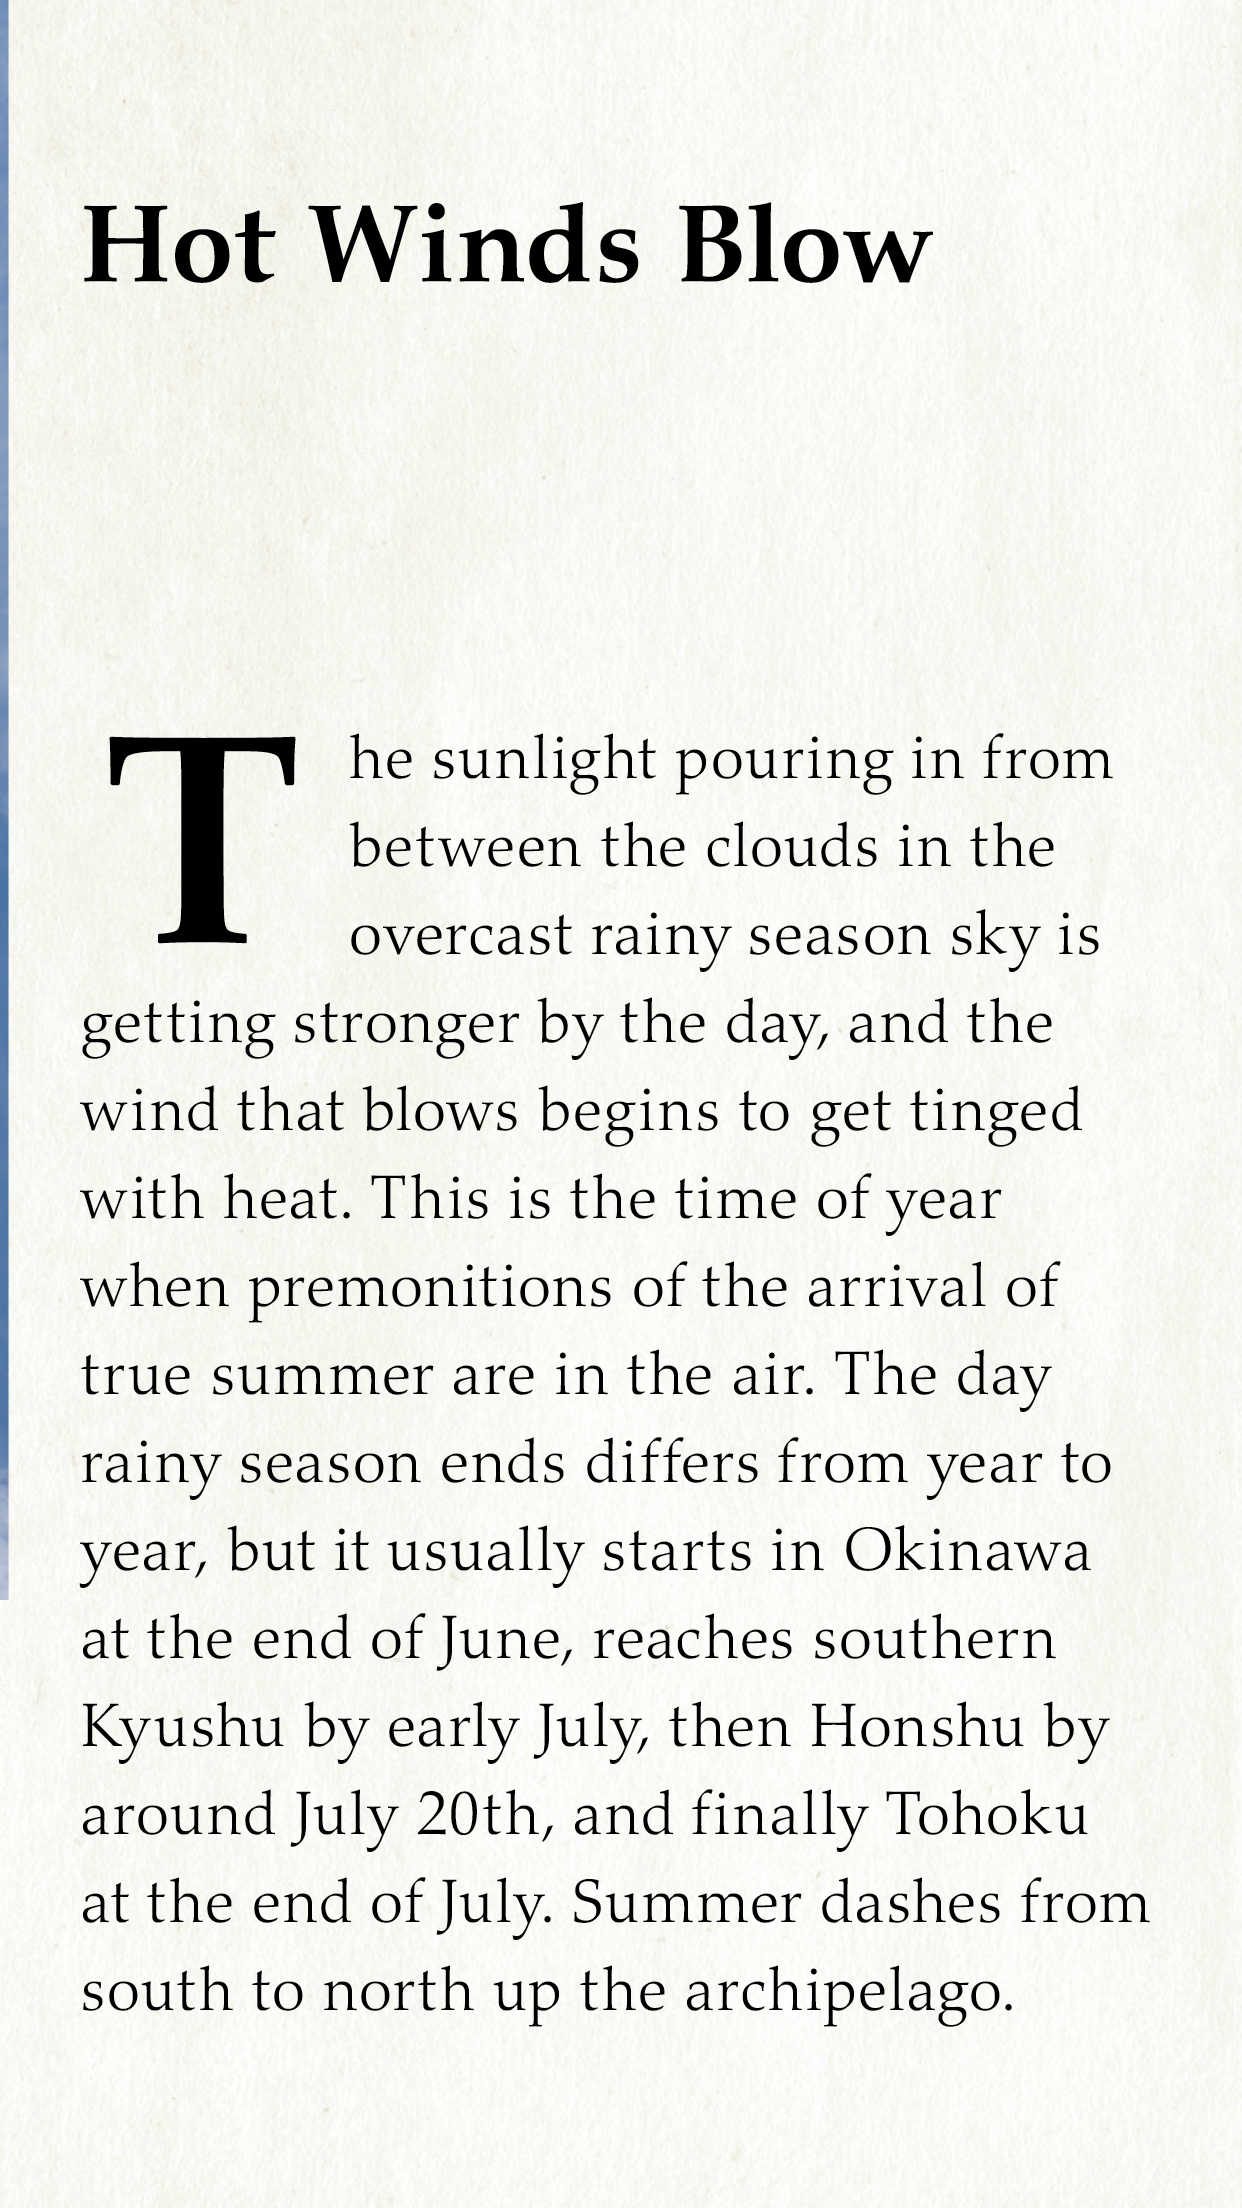 Hot Winds Blow
The sunlight pouring in from
between the clouds in the
overcast rainy season sky is
getting stronger by the day, and the
wind that blows begins to get tinged
with heat. This is the time of year
when premonitions of the arrival of
true summer are in the air. The day
rainy season ends differs from year to
year, but it usually starts in Okinawa
at the end of June, reaches southern
Kyushu by early July, then Honshu by
around July 20th, and finally Tohoku
at the end of July. Summer dashes from
south to north up the archipelago.